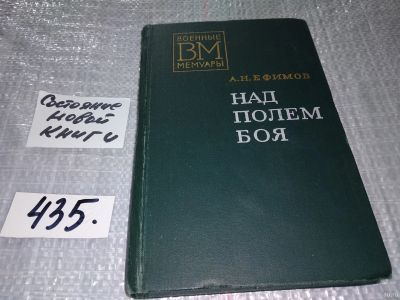 ВОЕННЫЕ
ВМ
МЕМУАРЫ
А.Н.ЕФИМОВ
НАД
ПОЛЕМ
БОЯ
Состояние
новой
книги
435.